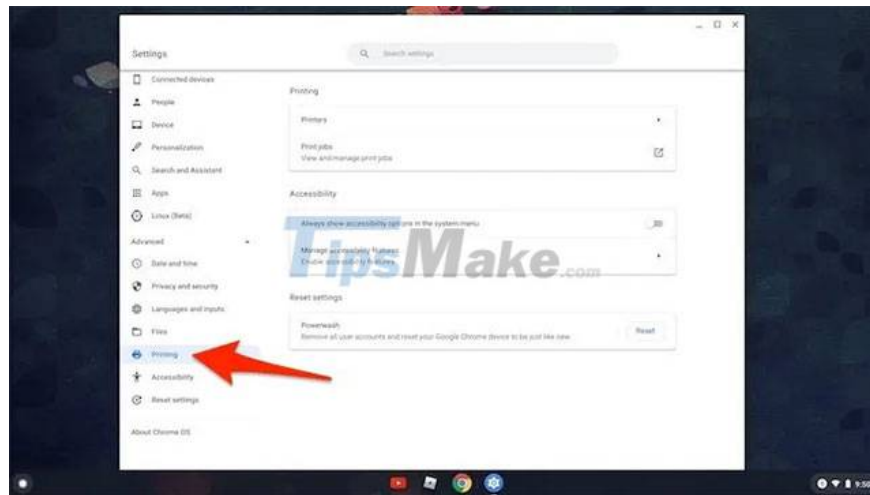 Settings
Search settings
Connected devices
People
Device
Personalization
Search and Assistant
Apps
Linux (Beta)
Advanced
Date and time
Privacy and security
Languages and inputs
Files
Printing
Accessibility
Reset settings
About Chrome OS
Printing
Printers
Print jobs
View and manage print jobs
Accessibility
Always show accessibility options in the system menu
Manage accessibility features
Enable accessibility features
Reset settings
Powerwash
Remove all user accounts and reset your Google Chrome device to be just like new.
Reset
TipsMake.com
9:50